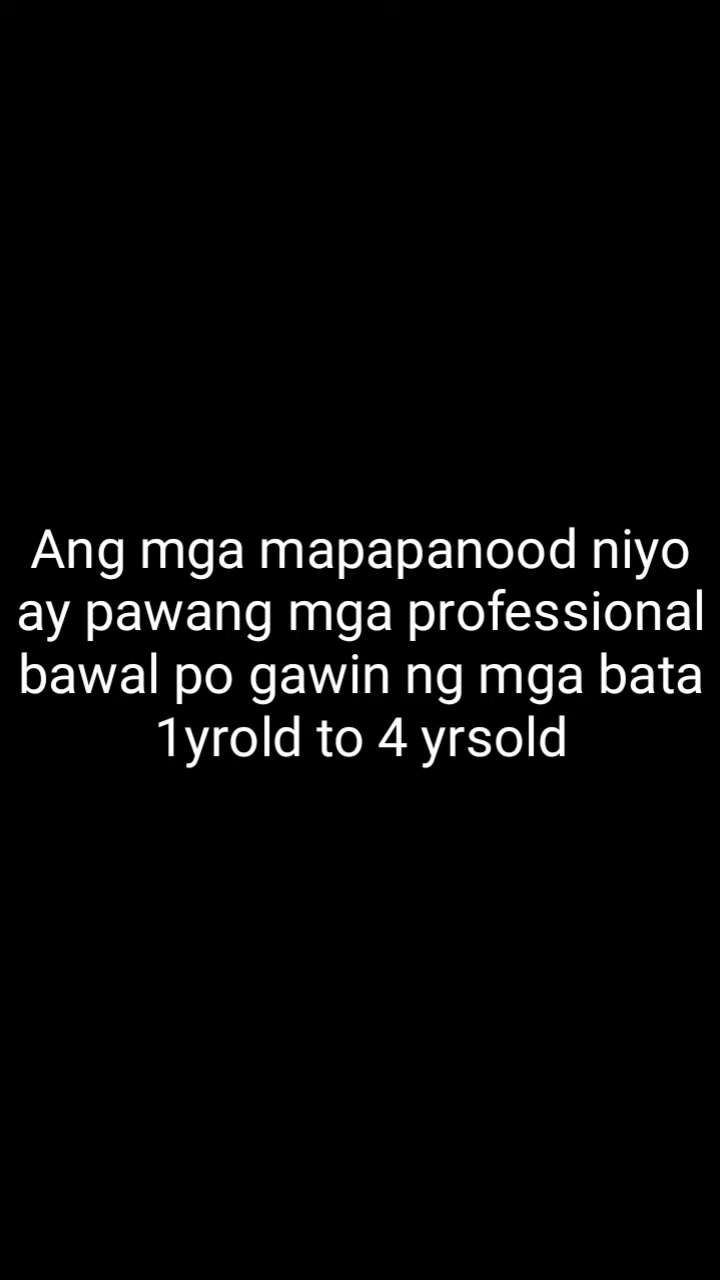 Ang mga mapapanood niyo
ay pawang mga professional
bawal po gawin ng mga bata
1yrold to 4 yrsold